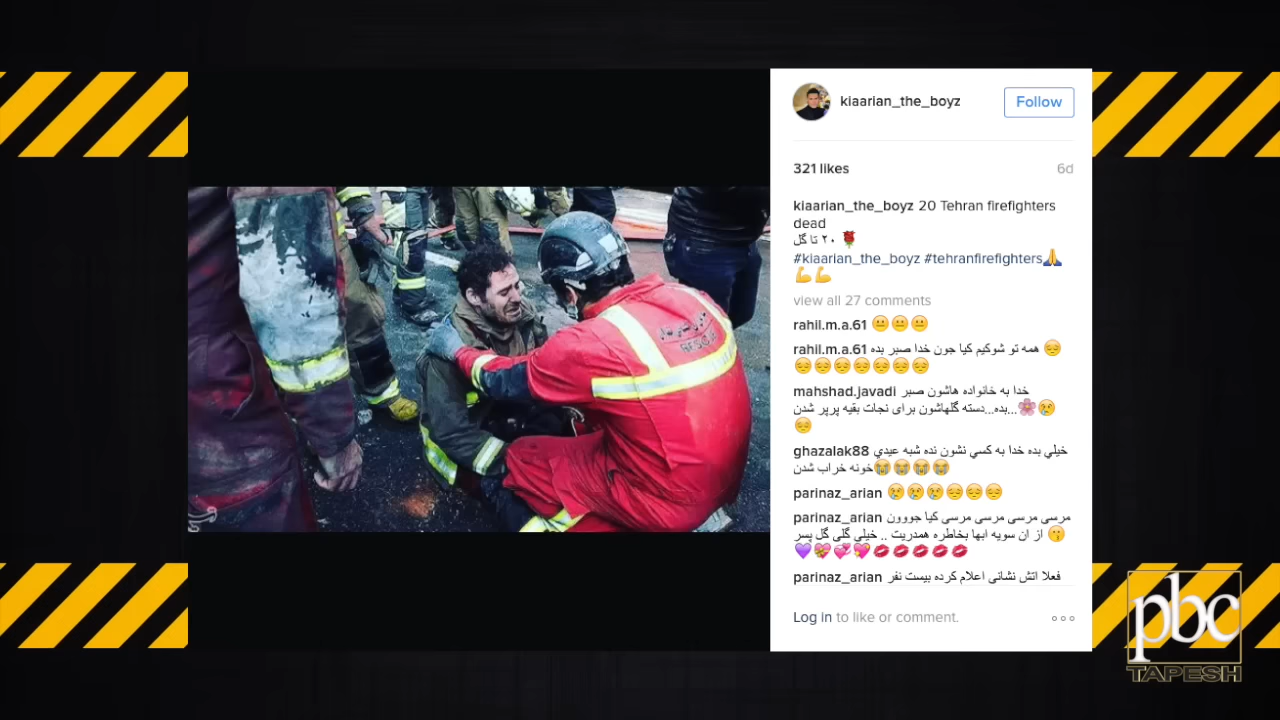 kiaarian_the_boyz
Follow
321 likes
6d
kiaarian_the_boyz 20 Tehran firefighters
dead
۲۰ تا گل 🌹
#kiaarian_the_boyz #tehranfirefighters🙏
💪💪
view all 27 comments
rahil.m.a.61 😐😐😐
rahil.m.a.61 همه تو شوکیم کیا جون خدا صبر بده 😔
😔😔😔😔😔😔😔
mahshad.javadi خدا به خانواده هاشون صبر
بده...دسته گلهاشون برای نجات بقیه پرپر شدن...🌸😢
😔
ghazalak88 خيلي بده خدا به كسي نشون نده شبه عيدي
خونه خراب شدن😭😭😭😭
parinaz_arian 😢😢😢😔😔😔
parinaz_arian مرسی مرسی مرسی مرسی کیا جووون
از ان سویه ابها بخاطره همدریت .. خیلی گلی گل پسر 😗
💜💝💞💖💋💋💋💋💋
parinaz_arian فعلا اتش نشانی اعلام کرده بیست نفر
Log in to like or comment.
RESCUE
pbc
TAPESH